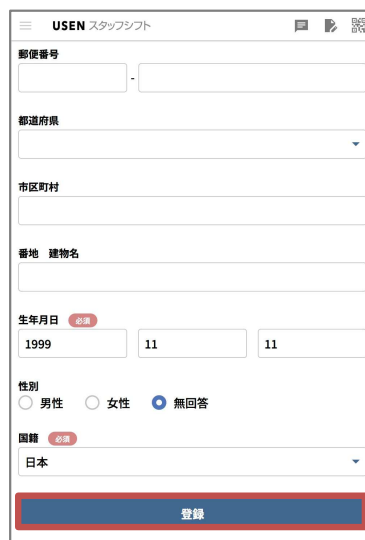 USEN スタッフシフト
郵便番号
-
都道府県
市区町村
番地 建物名
生年月日 必須
1999 11 11
性別
男性 女性 無回答
国籍 必須
日本
登録